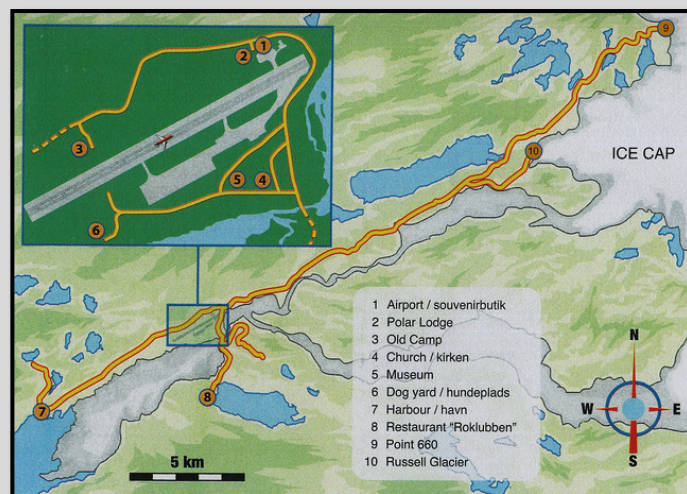 1
2
3
5
4
6
9
10
ICE CAP
7
8
5 km
1 Airport / souvenirbutik
2 Polar Lodge
3 Old Camp
4 Church / kirken
5 Museum
6 Dog yard / hundeplads
7 Harbour / havn
8 Restaurant "Roklubben"
9 Point 660
10 Russell Glacier
N
W E
S